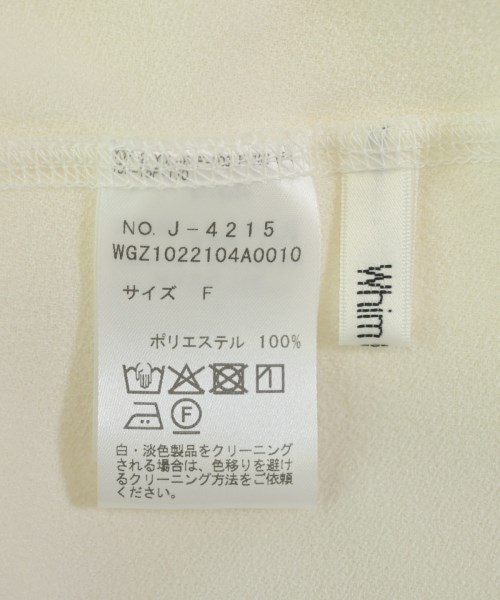 NO. J-4215
WGZ1022104A0010
サイズ F
ポリエステル 100%
F
白・淡色製品をクリーニング
される場合は、色移りを避け
るクリーニング方法をご依頼
ください。
Whim